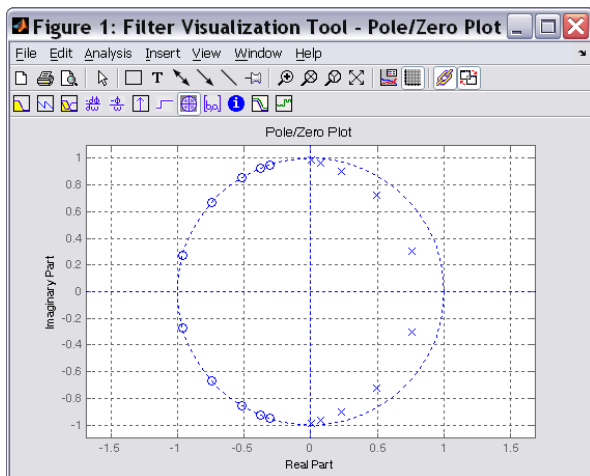 Figure 1: Filter Visualization Tool - Pole/Zero Plot
File Edit Analysis Insert View Window Help
T
[b,a] i
Pole/Zero Plot
1
0.8
0.6
0.4
0.2
0
-0.2
-0.4
-0.6
-0.8
-1
Imaginary Part
-1.5 -1 -0.5 0 0.5 1 1.5
Real Part